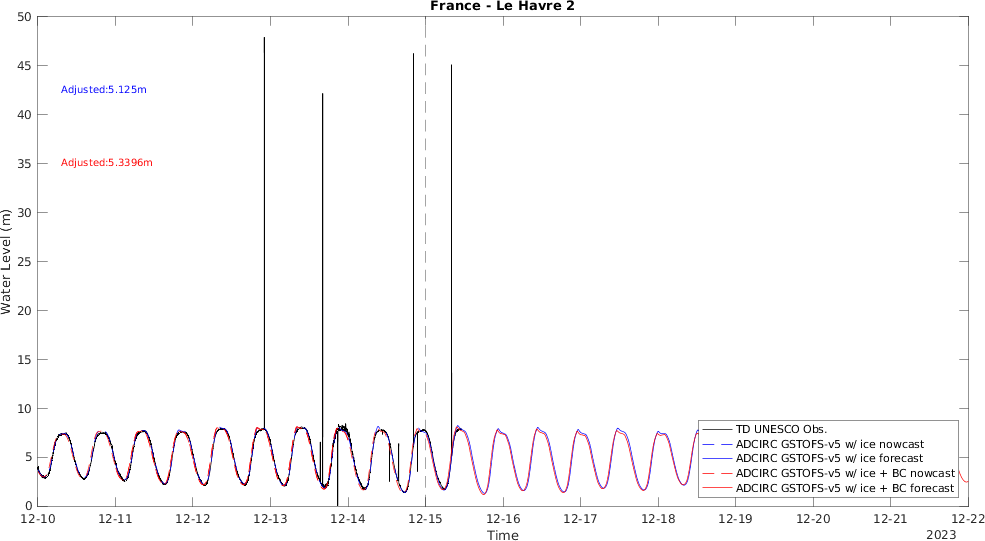 France - Le Havre 2
50
45
40
35
30
25
20
15
10
5
0
Water Level (m)
Adjusted:5.125m
Adjusted:5.3396m
TD UNESCO Obs.
ADCIRC GSTOFS-v5 w/ ice nowcast
ADCIRC GSTOFS-v5 w/ ice forecast
ADCIRC GSTOFS-v5 w/ ice + BC nowcast
ADCIRC GSTOFS-v5 w/ ice + BC forecast
12-10 12-11 12-12 12-13 12-14 12-15 12-16 12-17 12-18 12-19 12-20 12-21 12-22
Time
2023